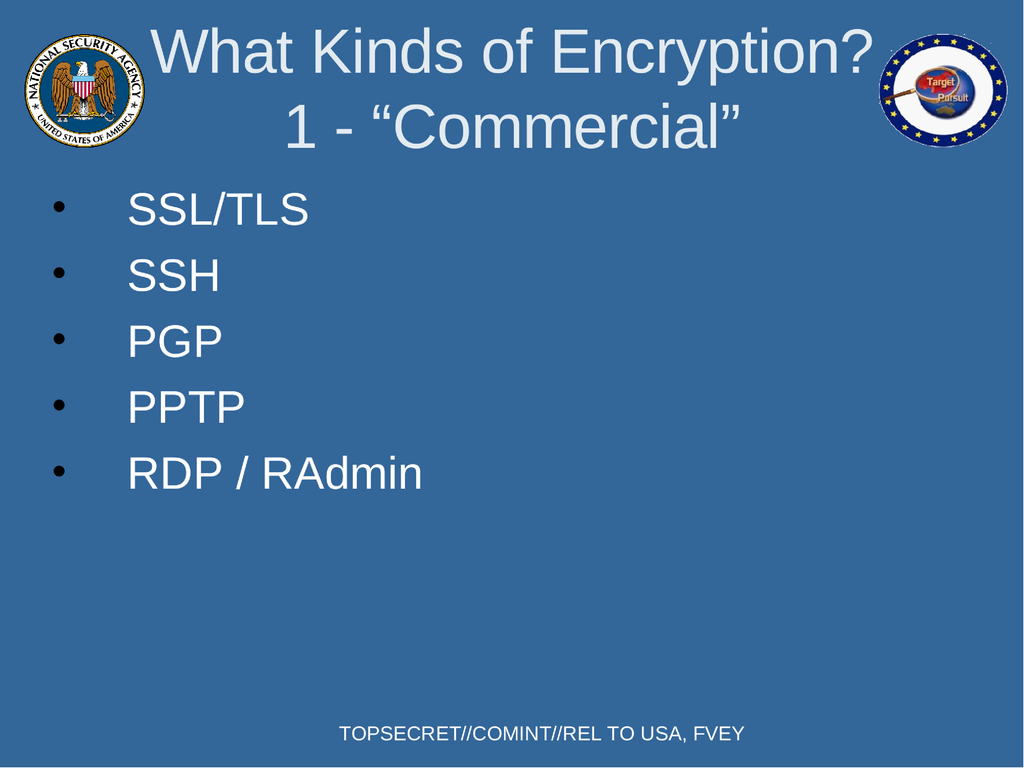 What Kinds of Encryption?
1 - “Commercial”
NATIONAL SECURITY AGENCY
UNITED STATES OF AMERICA
Target
Pursuit
• SSL/TLS
• SSH
• PGP
• PPTP
• RDP / RAdmin
TOPSECRET//COMINT//REL TO USA, FVEY